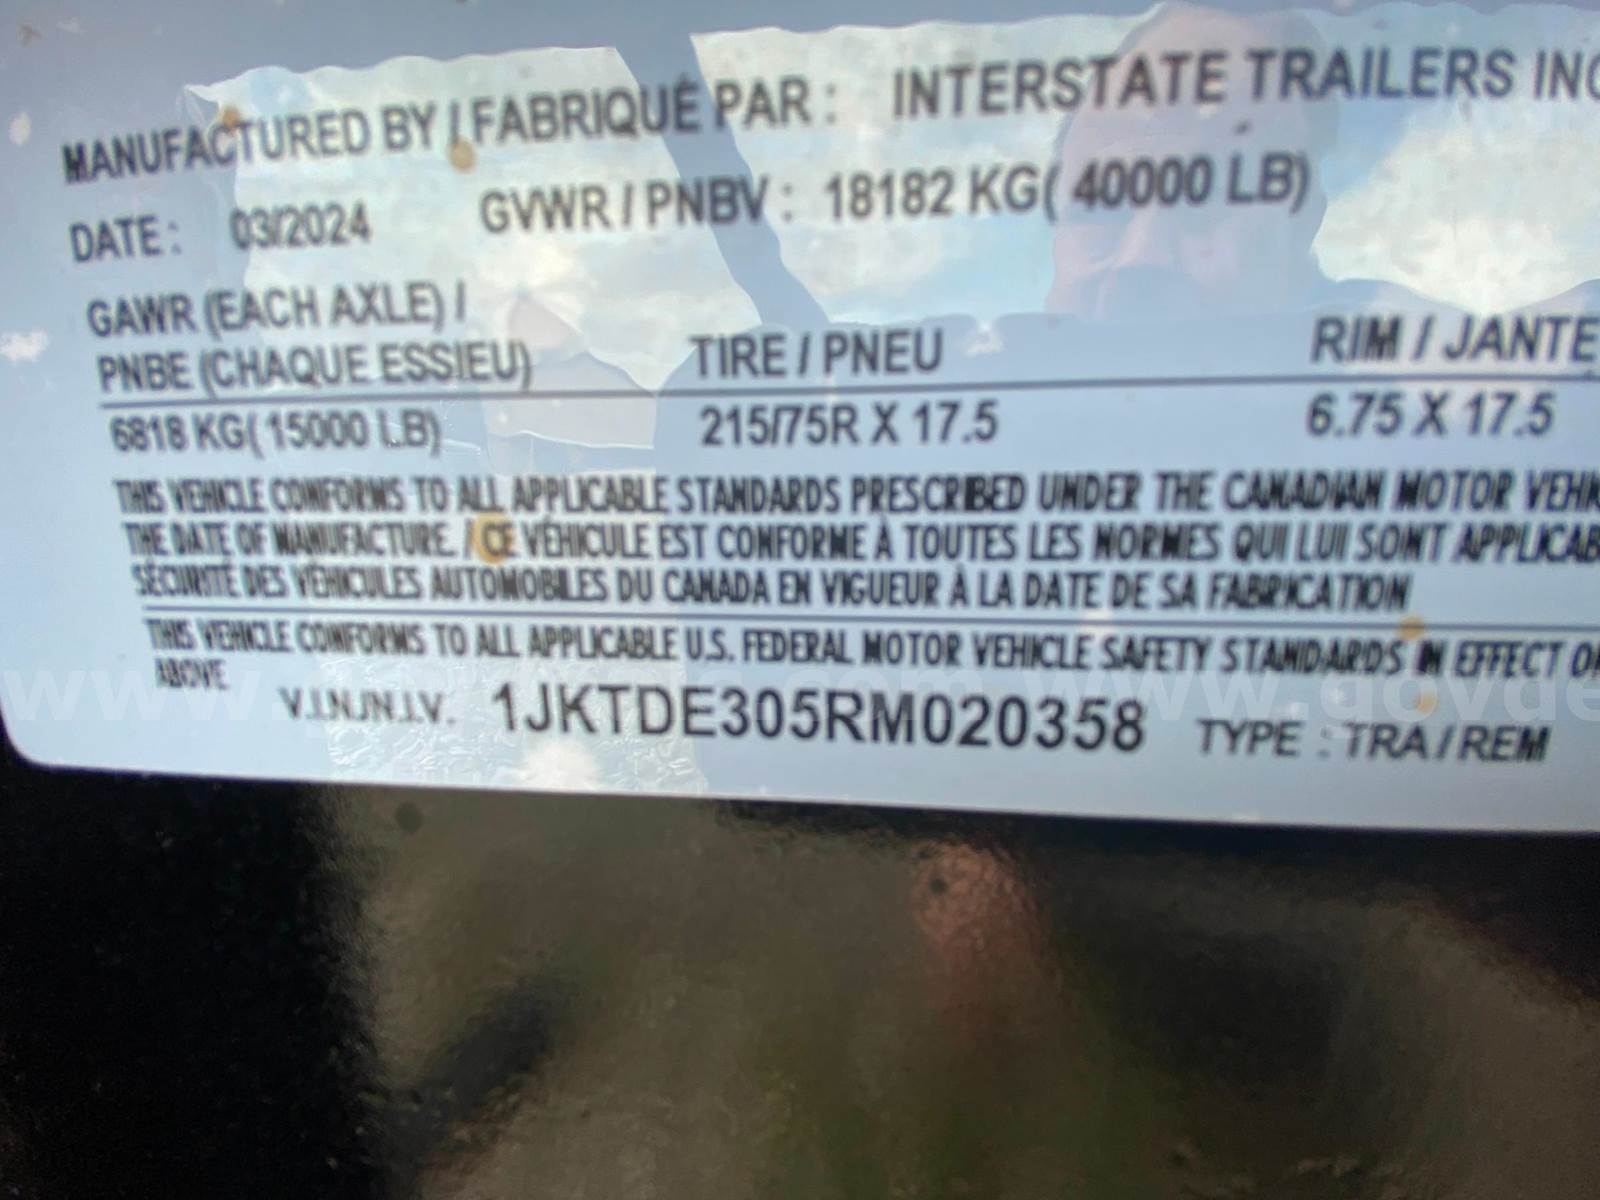 MANUFACTURED BY / FABRIQUÉ PAR : INTERSTATE TRAILERS INC
DATE : 03/2024 GVWR / PNBV : 18182 KG( 40000 LB)
GAWR (EACH AXLE) /
PNBE (CHAQUE ESSIEU) TIRE / PNEU RIM / JANTE
6818 KG( 15000 LB) 215/75R X 17.5 6.75 X 17.5
THIS VEHICLE CONFORMS TO ALL APPLICABLE STANDARDS PRESCRIBED UNDER THE CANADIAN MOTOR
THE DATE OF MANUFACTURE. / CE VÉHICULE EST CONFORME À TOUTES LES NORMES QUI LUI SONT
SÉCURITÉ DES VÉHICULES AUTOMOBILES DU CANADA EN VIGUEUR À LA DATE DE SA FABRICATION
THIS VEHICLE CONFORMS TO ALL APPLICABLE U.S. FEDERAL MOTOR VEHICLE SAFETY STANDARDS IN EFFECT
ABOVE
V.I.N./N.I.V. 1JKTDE305RM020358 TYPE : TRA / REM